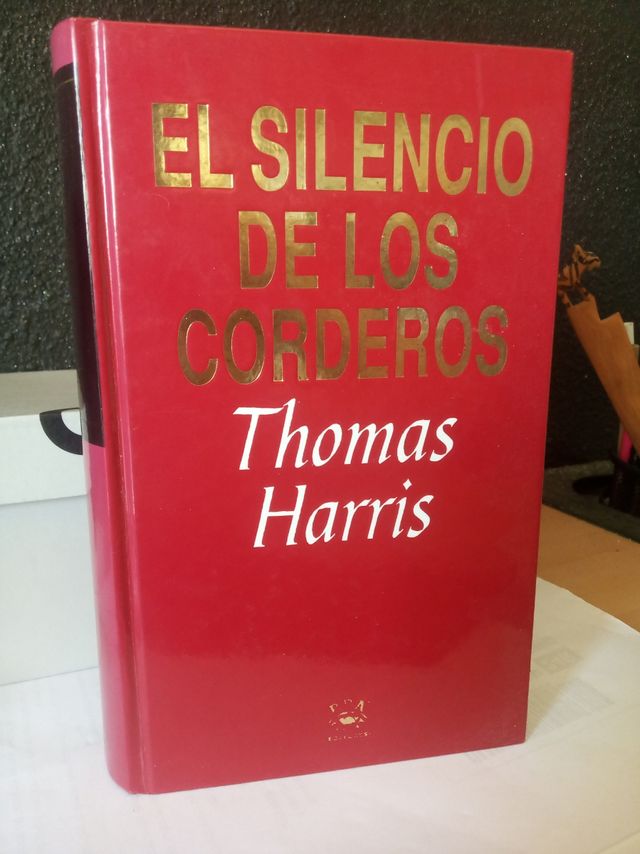 EL SILENCIO
DE LOS
CORDEROS
Thomas
Harris